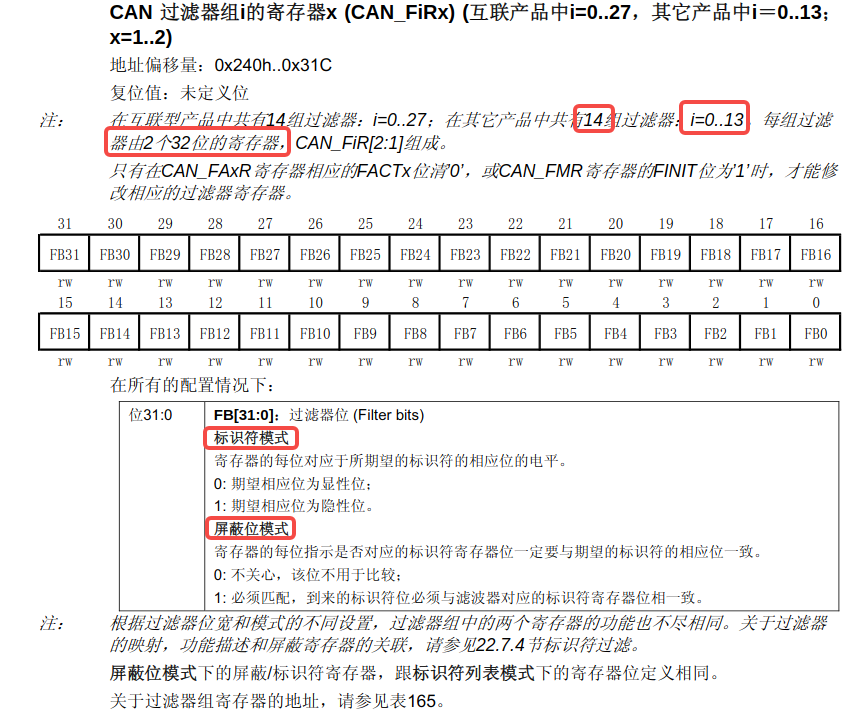 CAN 过滤器组i的寄存器x (CAN_FiRx) (互联产品中i=0..27，其它产品中i＝0..13；
x=1..2)
地址偏移量：0x240h..0x31C
复位值：未定义位
注： 在互联型产品中共有14组过滤器：i=0..27；在其它产品中共有14组过滤器：i=0..13，每组过滤
器由2个32位的寄存器，CAN_FiR[2:1]组成。
只有在CAN_FAxR寄存器相应的FACTx位清'0'，或CAN_FMR寄存器的FINIT位为'1'时，才能修
改相应的过滤器寄存器。
31 30 29 28 27 26 25 24 23 22 21 20 19 18 17 16
FB31 FB30 FB29 FB28 FB27 FB26 FB25 FB24 FB23 FB22 FB21 FB20 FB19 FB18 FB17 FB16
rw rw rw rw rw rw rw rw rw rw rw rw rw rw rw rw
15 14 13 12 11 10 9 8 7 6 5 4 3 2 1 0
FB15 FB14 FB13 FB12 FB11 FB10 FB9 FB8 FB7 FB6 FB5 FB4 FB3 FB2 FB1 FB0
rw rw rw rw rw rw rw rw rw rw rw rw rw rw rw rw
在所有的配置情况下：
位31:0 FB[31:0]：过滤器位 (Filter bits)
标识符模式
寄存器的每位对应于所期望的标识符的相应位的电平。
0: 期望相应位为显性位；
1: 期望相应位为隐性位。
屏蔽位模式
寄存器的每位指示是否对应的标识符寄存器位一定要与期望的标识符的相应位一致。
0: 不关心，该位不用于比较；
1: 必须匹配，到来的标识符位必须与滤波器对应的标识符寄存器位相一致。
注： 根据过滤器位宽和模式的不同设置，过滤器组中的两个寄存器的功能也不尽相同。关于过滤器
的映射，功能描述和屏蔽寄存器的关联，请参见22.7.4节标识符过滤。
屏蔽位模式下的屏蔽/标识符寄存器，跟标识符列表模式下的寄存器位定义相同。
关于过滤器组寄存器的地址，请参见表165。